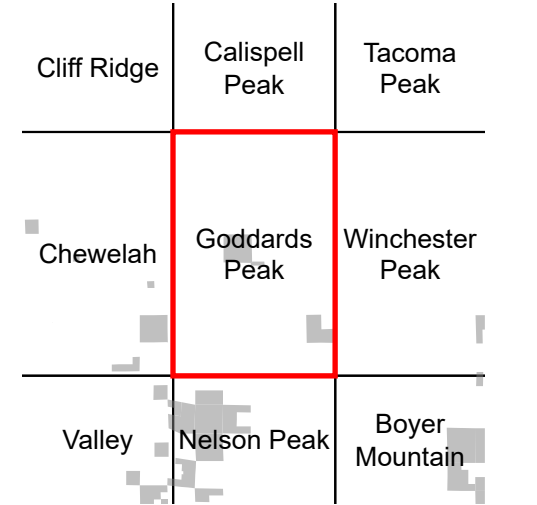 Cliff Ridge
Calispell
Peak
Tacoma
Peak
Chewelah
Goddards
Peak
Winchester
Peak
Valley
Nelson Peak
Boyer
Mountain